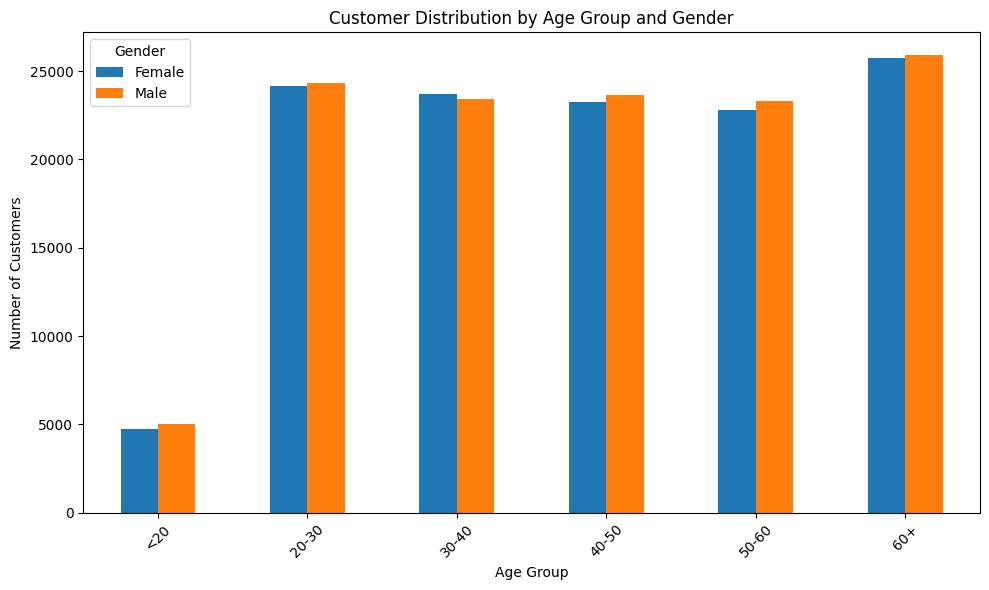 Customer Distribution by Age Group and Gender
Gender
Female
Male
Number of Customers
25000
20000
15000
10000
5000
0
<20
20-30
30-40
40-50
50-60
60+
Age Group